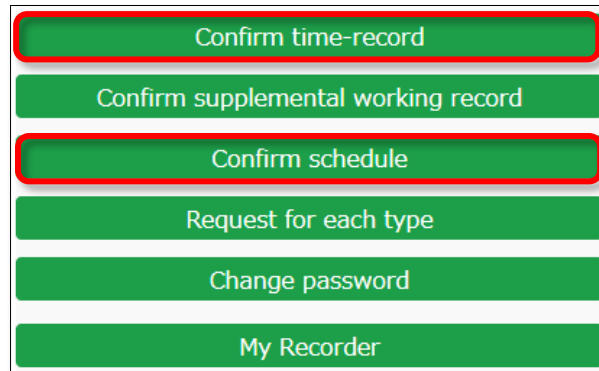 Confirm time-record
Confirm supplemental working record
Confirm schedule
Request for each type
Change password
My Recorder